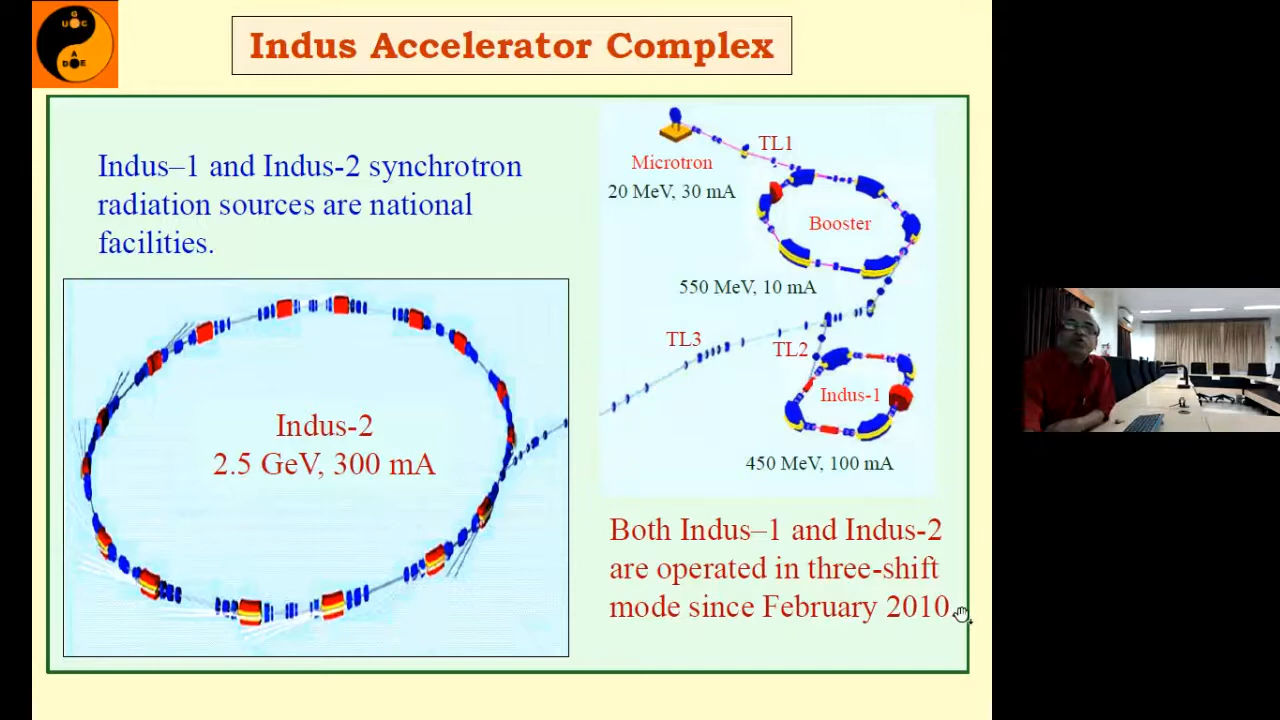 G
U G C
A
D E
Indus Accelerator Complex
Indus–1 and Indus-2 synchrotron
radiation sources are national
facilities.
Indus-2
2.5 GeV, 300 mA
TL1
Microtron
20 MeV, 30 mA
Booster
550 MeV, 10 mA
TL3
TL2
Indus-1
450 MeV, 100 mA
Both Indus–1 and Indus-2
are operated in three-shift
mode since February 2010